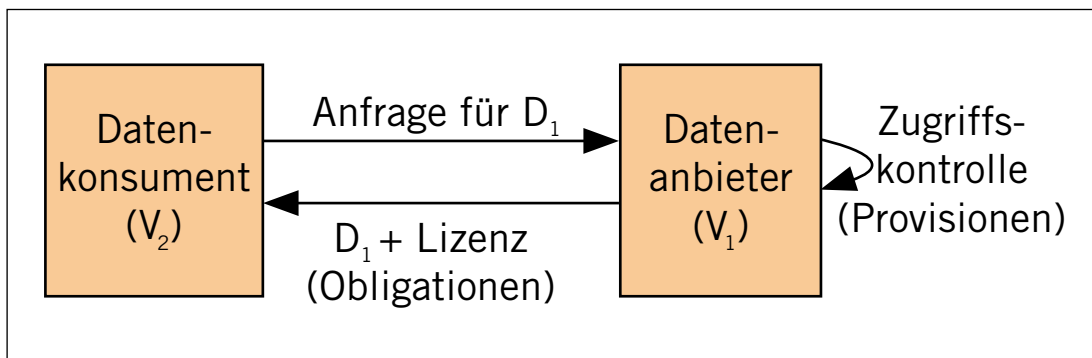 Daten-
konsument
(V₂)
Anfrage für D₁
D₁ + Lizenz
(Obligationen)
Daten-
anbieter
(V₁)
Zugriffs-
kontrolle
(Provisionen)